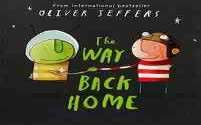 From international bestseller
OLIVER JEFFERS
The
WAY
BACK
HOME